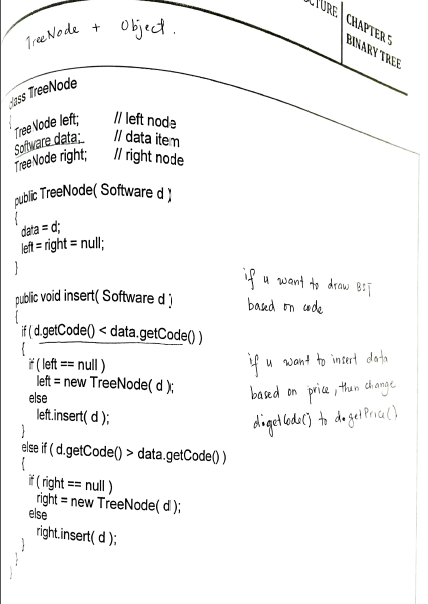 TreeNode + Object.
CTURE
CHAPTER 5
BINARY TREE
class TreeNode
{
TreeNode left; // left node
Software data; // data item
TreeNode right; // right node
public TreeNode( Software d )
{
data = d;
left = right = null;
}
public void insert( Software d )
{
if( d.getCode() < data.getCode() )
{
if( left == null )
left = new TreeNode( d );
else
left.insert( d );
}
else if ( d.getCode() > data.getCode() )
{
if( right == null )
right = new TreeNode( d );
else
right.insert( d );
}
}
}
if u want to draw BST
based on code
if u want to insert data
based on price, then change
d.getCode() to d.getPrice()